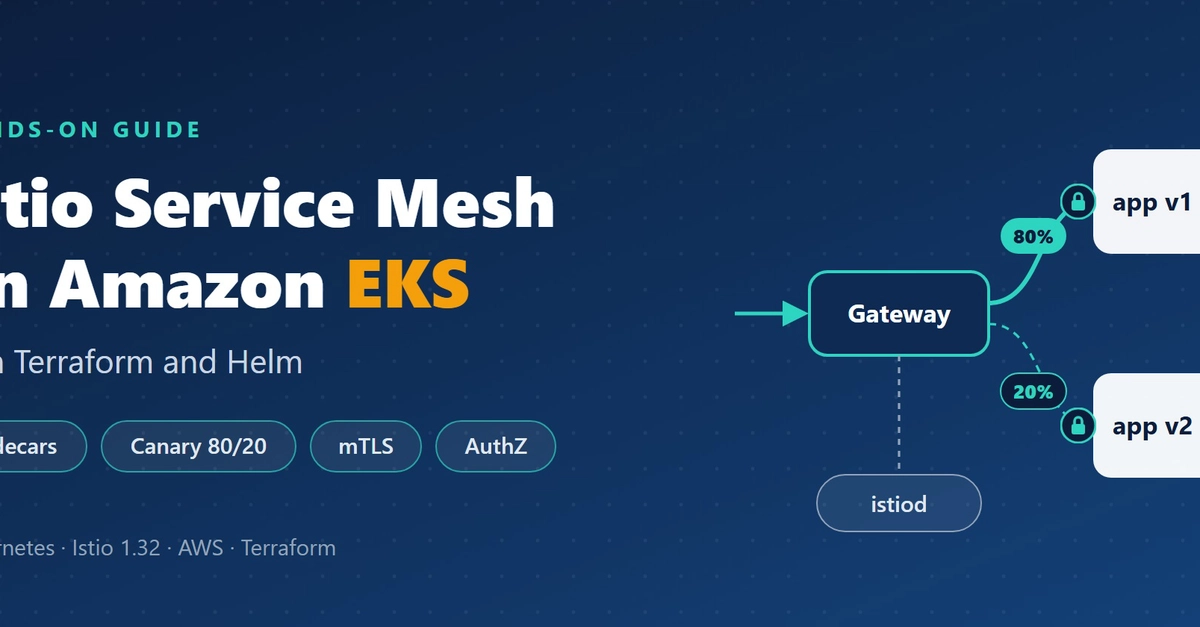 NDS-ON GUIDE
tio Service Mesh
n Amazon EKS
Terraform and Helm
decars
Canary 80/20
mTLS
AuthZ
rnetes · Istio 1.32 · AWS · Terraform
Gateway
80%
20%
app v1
app v2
istiod